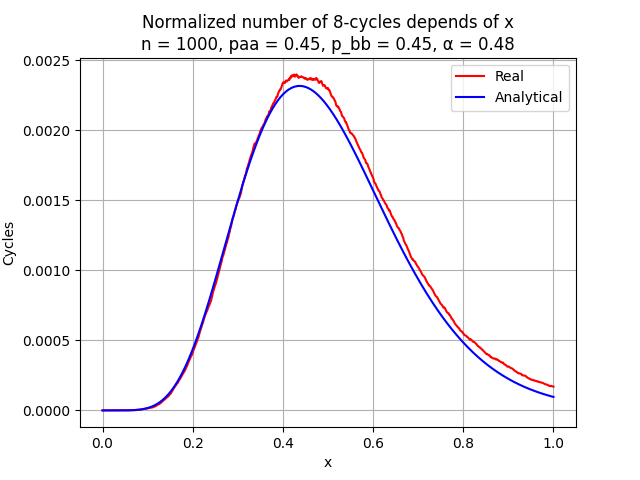 Normalized number of 8-cycles depends of x
n = 1000, paa = 0.45, p_bb = 0.45, α = 0.48
Real
Analytical
Cycles
0.0025
0.0020
0.0015
0.0010
0.0005
0.0000
0.0 0.2 0.4 0.6 0.8 1.0
x